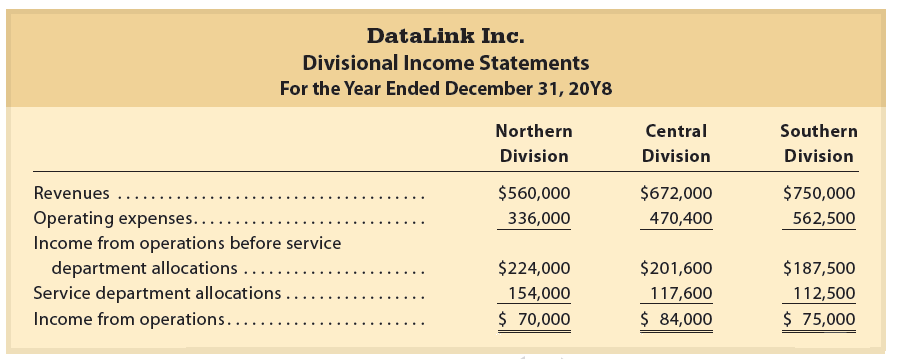 DataLink Inc.
Divisional Income Statements
For the Year Ended December 31, 20Y8
Northern Division Central Division Southern Division
Revenues ..................................... $560,000 $672,000 $750,000
Operating expenses............................ 336,000 470,400 562,500
Income from operations before service
department allocations ...................... $224,000 $201,600 $187,500
Service department allocations ................. 154,000 117,600 112,500
Income from operations........................ $ 70,000 $ 84,000 $ 75,000